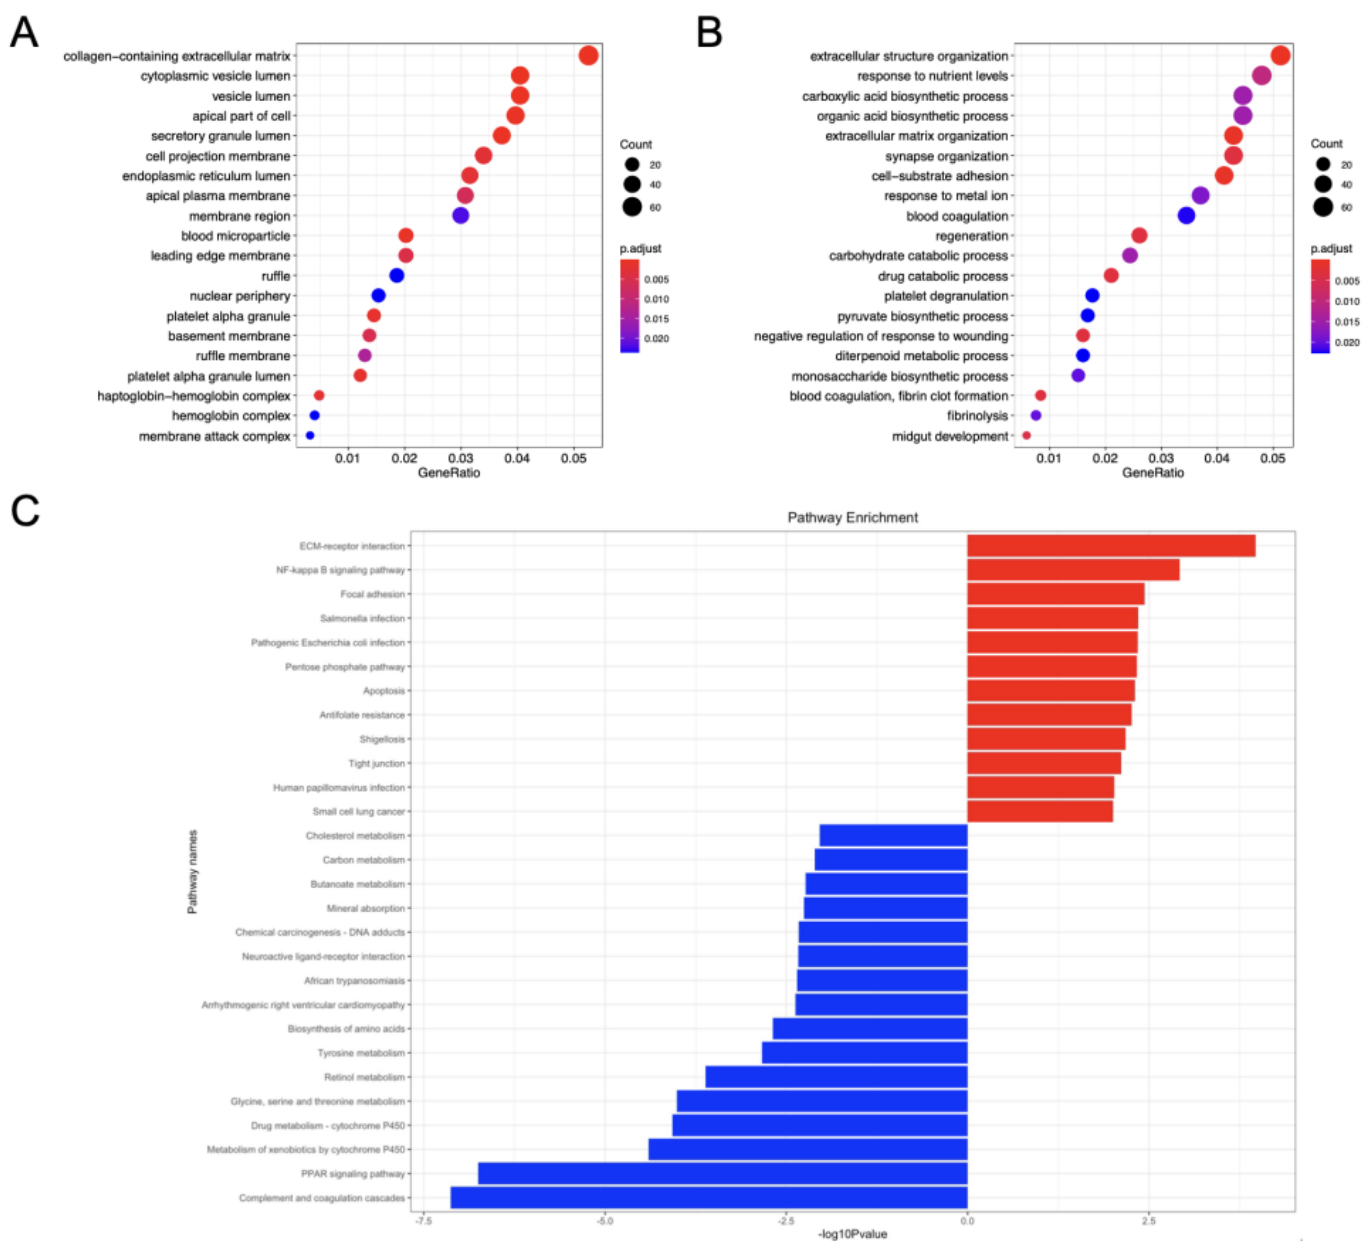 A
collagen−containing extracellular matrix
cytoplasmic vesicle lumen
vesicle lumen
apical part of cell
secretory granule lumen
cell projection membrane
endoplasmic reticulum lumen
apical plasma membrane
membrane region
blood microparticle
leading edge membrane
ruffle
nuclear periphery
platelet alpha granule
basement membrane
ruffle membrane
platelet alpha granule lumen
haptoglobin−hemoglobin complex
hemoglobin complex
membrane attack complex
0.01 0.02 0.03 0.04 0.05
GeneRatio
Count
20
40
60
p.adjust
0.005
0.010
0.015
0.020
B
extracellular structure organization
response to nutrient levels
carboxylic acid biosynthetic process
organic acid biosynthetic process
extracellular matrix organization
synapse organization
cell−substrate adhesion
response to metal ion
blood coagulation
regeneration
carbohydrate catabolic process
drug catabolic process
platelet degranulation
pyruvate biosynthetic process
negative regulation of response to wounding
diterpenoid metabolic process
monosaccharide biosynthetic process
blood coagulation, fibrin clot formation
fibrinolysis
midgut development
0.01 0.02 0.03 0.04 0.05
GeneRatio
Count
20
40
60
p.adjust
0.005
0.010
0.015
0.020
C
Pathway Enrichment
Pathway names
ECM-receptor interaction
NF-kappa B signaling pathway
Focal adhesion
Salmonella infection
Pathogenic Escherichia coli infection
Pentose phosphate pathway
Apoptosis
Antifolate resistance
Shigellosis
Tight junction
Human papillomavirus infection
Small cell lung cancer
Cholesterol metabolism
Carbon metabolism
Butanoate metabolism
Mineral absorption
Chemical carcinogenesis - DNA adducts
Neuroactive ligand-receptor interaction
African trypanosomiasis
Arrhythmogenic right ventricular cardiomyopathy
Biosynthesis of amino acids
Tyrosine metabolism
Retinol metabolism
Glycine, serine and threonine metabolism
Drug metabolism - cytochrome P450
Metabolism of xenobiotics by cytochrome P450
PPAR signaling pathway
Complement and coagulation cascades
-7.5 -5.0 -2.5 0.0 2.5
-log10Pvalue